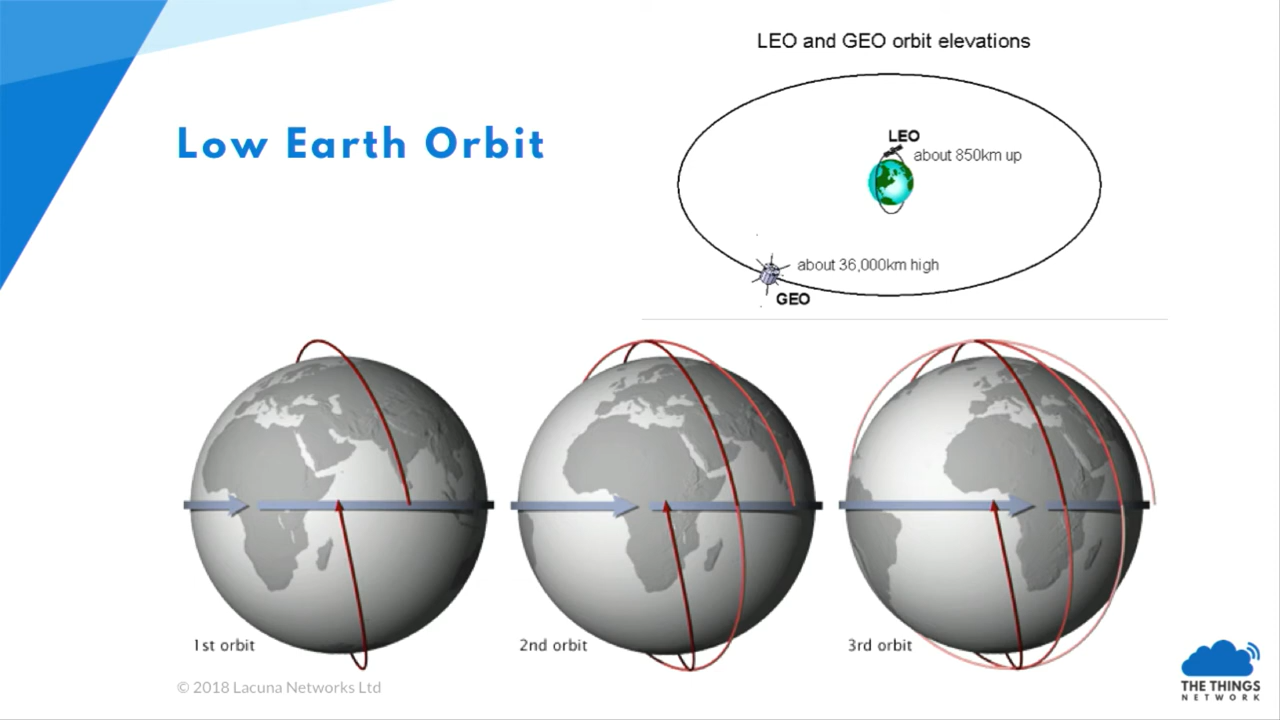 LEO and GEO orbit elevations
Low Earth Orbit
LEO
about 850km up
about 36,000km high
GEO
1st orbit
2nd orbit
3rd orbit
© 2018 Lacuna Networks Ltd
THE THINGS
NETWORK